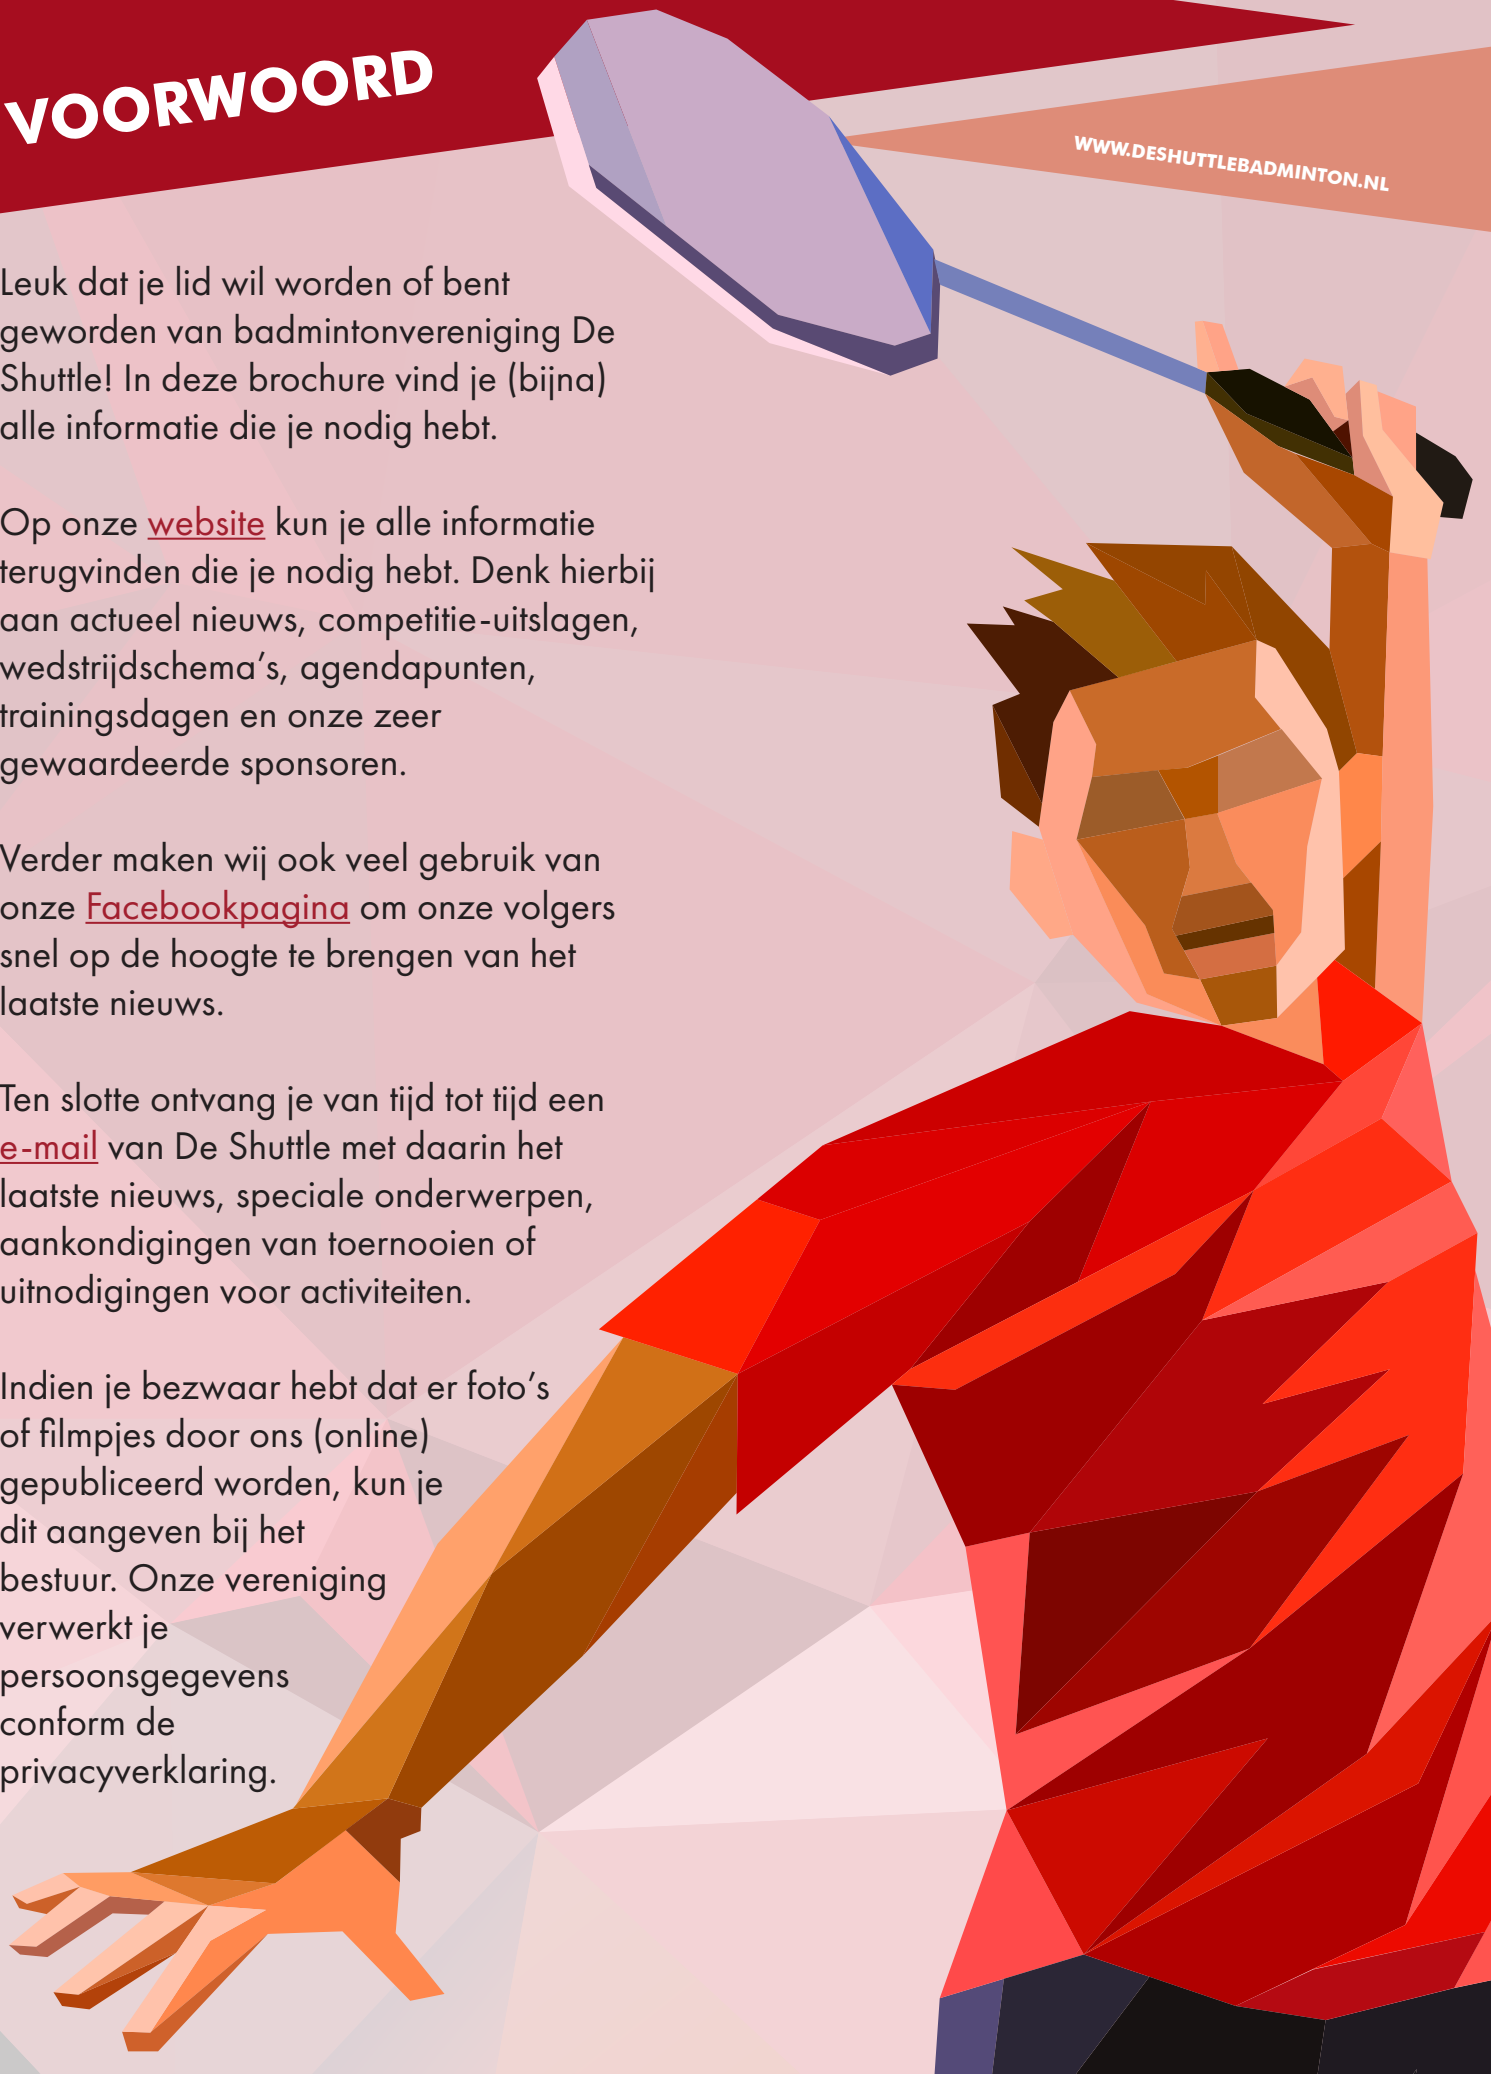 VOORWOORD
WWW.DESHUTTLEBADMINTON.NL
Leuk dat je lid wil worden of bent
geworden van badmintonvereniging De
Shuttle! In deze brochure vind je (bijna)
alle informatie die je nodig hebt.
Op onze website kun je alle informatie
terugvinden die je nodig hebt. Denk hierbij
aan actueel nieuws, competitie-uitslagen,
wedstrijdschema’s, agendapunten,
trainingsdagen en onze zeer
gewaardeerde sponsoren.
Verder maken wij ook veel gebruik van
onze Facebookpagina om onze volgers
snel op de hoogte te brengen van het
laatste nieuws.
Ten slotte ontvang je van tijd tot tijd een
e-mail van De Shuttle met daarin het
laatste nieuws, speciale onderwerpen,
aankondigingen van toernooien of
uitnodigingen voor activiteiten.
Indien je bezwaar hebt dat er foto’s
of filmpjes door ons (online)
gepubliceerd worden, kun je
dit aangeven bij het
bestuur. Onze vereniging
verwerkt je
persoonsgegevens
conform de
privacyverklaring.